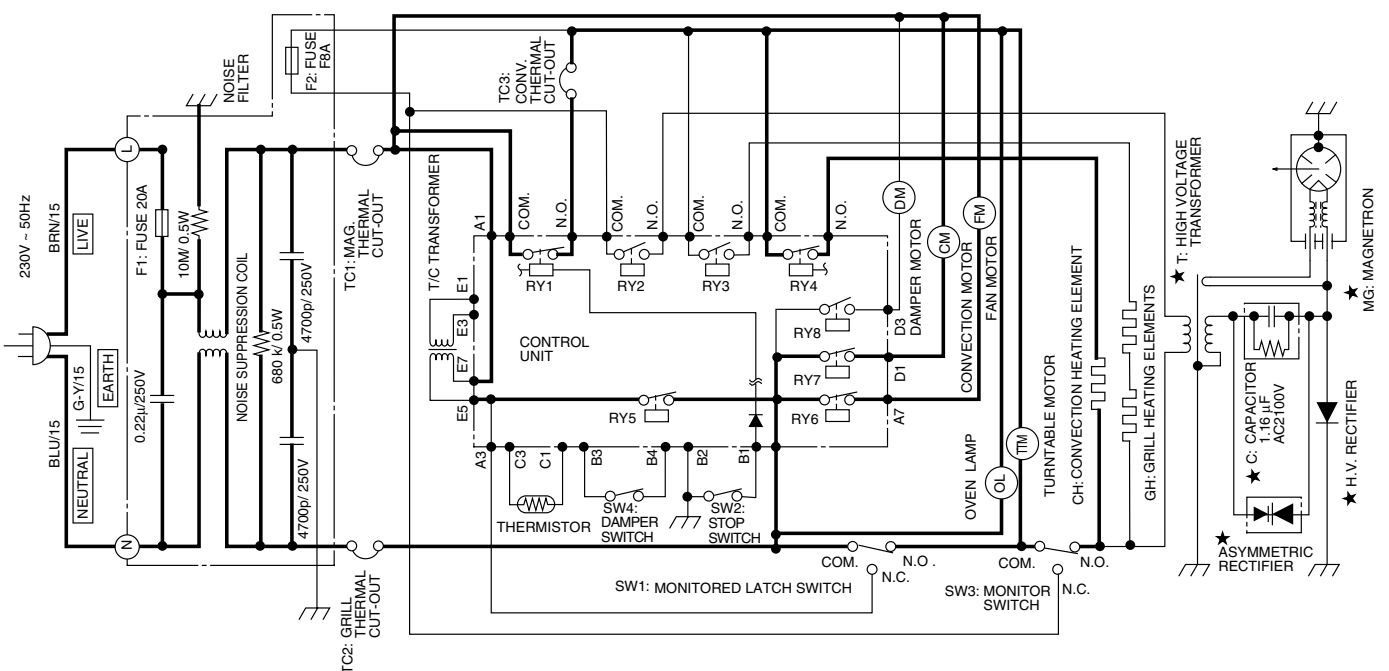 230V ~ 50Hz
BRN/15
LIVE
G-Y/15
EARTH
BLU/15
NEUTRAL
L
N
F1: FUSE 20A
10M/ 0.5W
0.22μ/250V
NOISE
FILTER
NOISE SUPPRESSION COIL
680 k/ 0.5W
4700p/ 250V
4700p/ 250V
F2: FUSE
F8A
TC1: MAG.
THERMAL
CUT-OUT
TC2: GRILL
THERMAL
CUT-OUT
TC3:
CONV.
THERMAL
CUT-OUT
T/C TRANSFORMER
E1
E3
E7
E5
A1
COM.
N.O.
COM.
N.O.
COM.
N.O.
COM.
N.O.
RY1
RY2
RY3
RY4
CONTROL
UNIT
RY5
RY8
RY7
RY6
D3
D1
A7
A3
C3
C1
B3
B4
B2
B1
THERMISTOR
SW4:
DAMPER
SWITCH
SW2:
STOP
SWITCH
DM
CM
FM
DAMPER MOTOR
CONVECTION MOTOR
FAN MOTOR
OVEN LAMP
OL
TTM
TURNTABLE MOTOR
CH: CONVECTION HEATING ELEMENT
GH: GRILL HEATING ELEMENTS
COM.
N.O .
N.C.
SW1: MONITORED LATCH SWITCH
COM.
N.O.
N.C.
SW3: MONITOR
SWITCH
★ T: HIGH VOLTAGE
TRANSFORMER
★ C: CAPACITOR
1.16 μF
AC2100V
★ MG: MAGNETRON
★ H.V. RECTIFIER
★ ASYMMETRIC
RECTIFIER